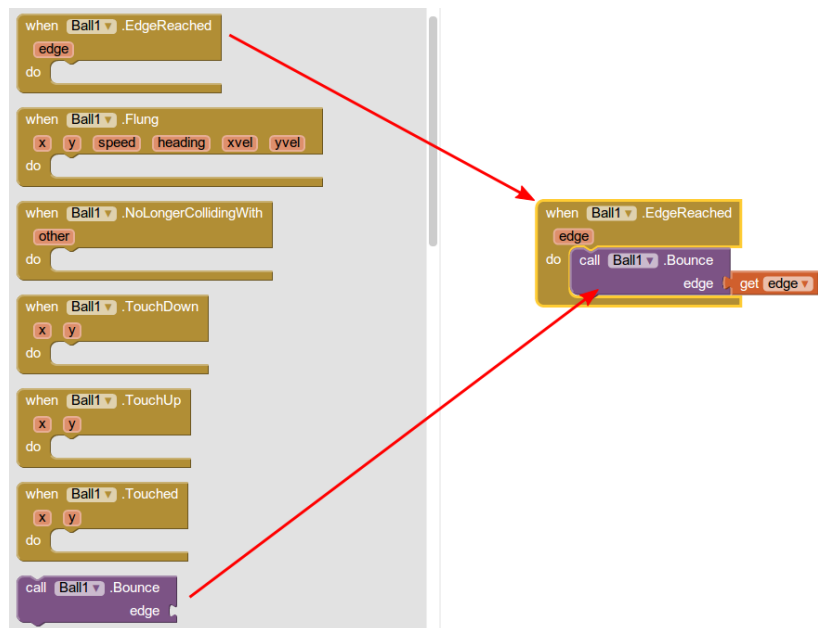 when Ball1 .EdgeReached
edge
do
when Ball1 .Flung
x y speed heading xvel yvel
do
when Ball1 .NoLongerCollidingWith
other
do
when Ball1 .TouchDown
x y
do
when Ball1 .TouchUp
x y
do
when Ball1 .Touched
x y
do
call Ball1 .Bounce
edge
when Ball1 .EdgeReached
edge
do call Ball1 .Bounce
edge get edge